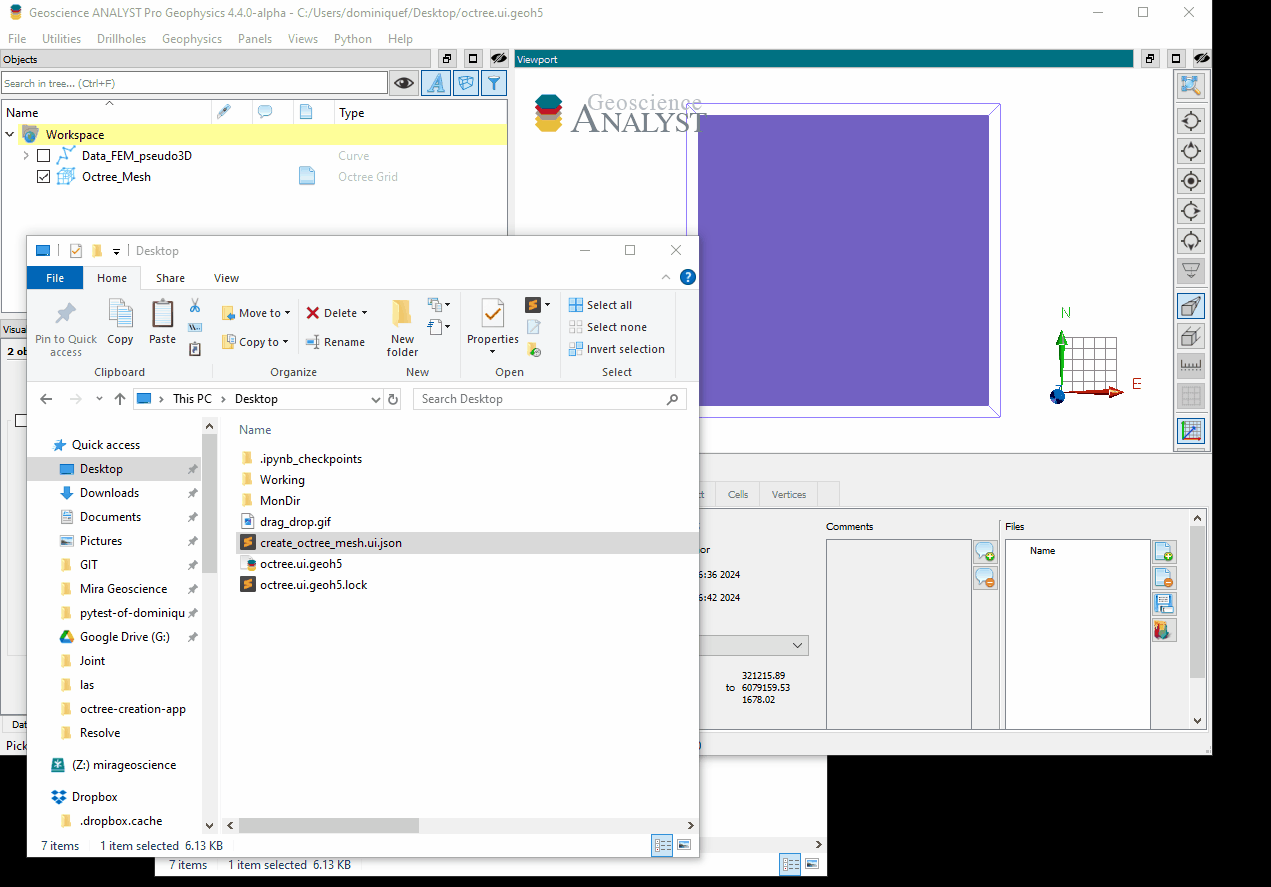 Geoscience ANALYST Pro Geophysics 4.4.0-alpha - C:/Users/dominiquef/Desktop/octree.ui.geoh5
File Utilities Drillholes Geophysics Panels Views Python Help
Objects
Viewport
Search in tree... (Ctrl+F)
Name Type
Workspace
Data_FEM_pseudo3D Curve
Octree_Mesh Octree Grid
Geoscience
ANALYST
N
E
Visua
2 ob
Desktop
File Home Share View
Pin to Quick access
Copy
Paste
Clipboard
Move to
Copy to
Delete
Rename
Organize
New folder
New
Properties
Open
Select all
Select none
Invert selection
Select
This PC Desktop
Search Desktop
Quick access
Desktop
Downloads
Documents
Pictures
GIT
Mira Geoscience
pytest-of-dominiqu
Google Drive (G:)
Joint
las
octree-creation-app
Resolve
(Z:) mirageoscience
Dropbox
.dropbox.cache
Name
.ipynb_checkpoints
Working
MonDir
drag_drop.gif
create_octree_mesh.ui.json
octree.ui.geoh5
octree.ui.geoh5.lock
7 items 1 item selected 6.13 KB
7 items 1 item selected 6.13 KB
Dat
Pick
ct Cells Vertices
or
6:36 2024
6:42 2024
321215.89
to 6079159.53
1678.02
Comments
Files
Name